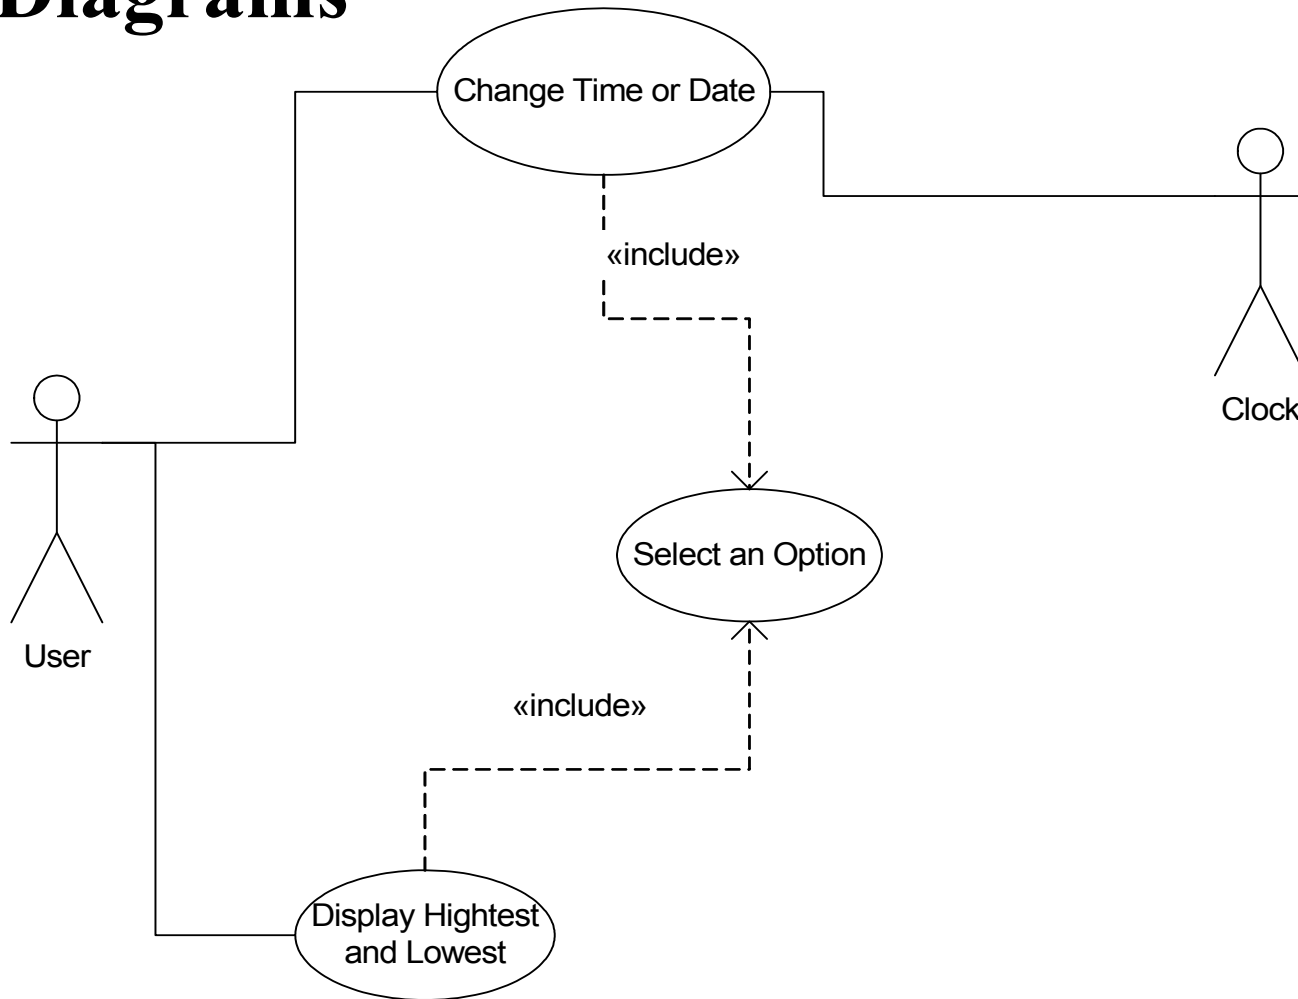 Diagrams
Change Time or Date
«include»
Clock
Select an Option
User
«include»
Display Hightest
and Lowest